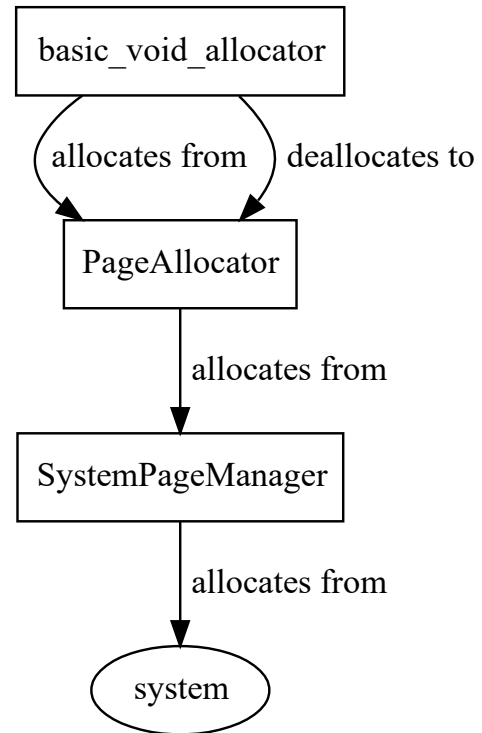 basic_void_allocator
allocates from
deallocates to
PageAllocator
allocates from
SystemPageManager
allocates from
system